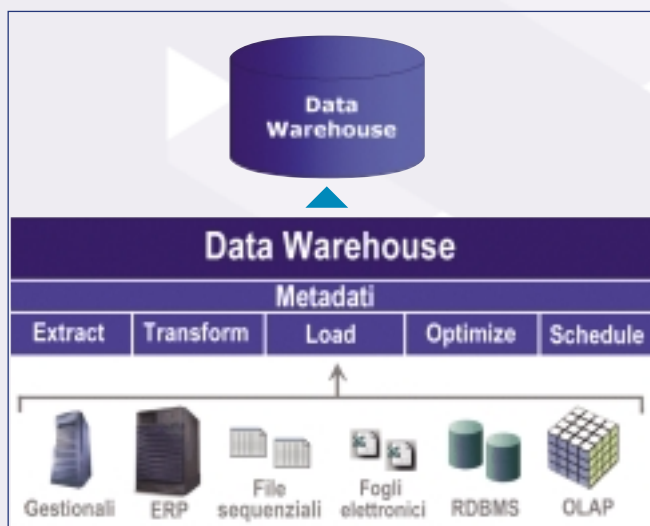 Data
Warehouse
Data Warehouse
Metadati
Extract Transform Load Optimize Schedule
Gestionali ERP File sequenziali Fogli elettronici RDBMS OLAP